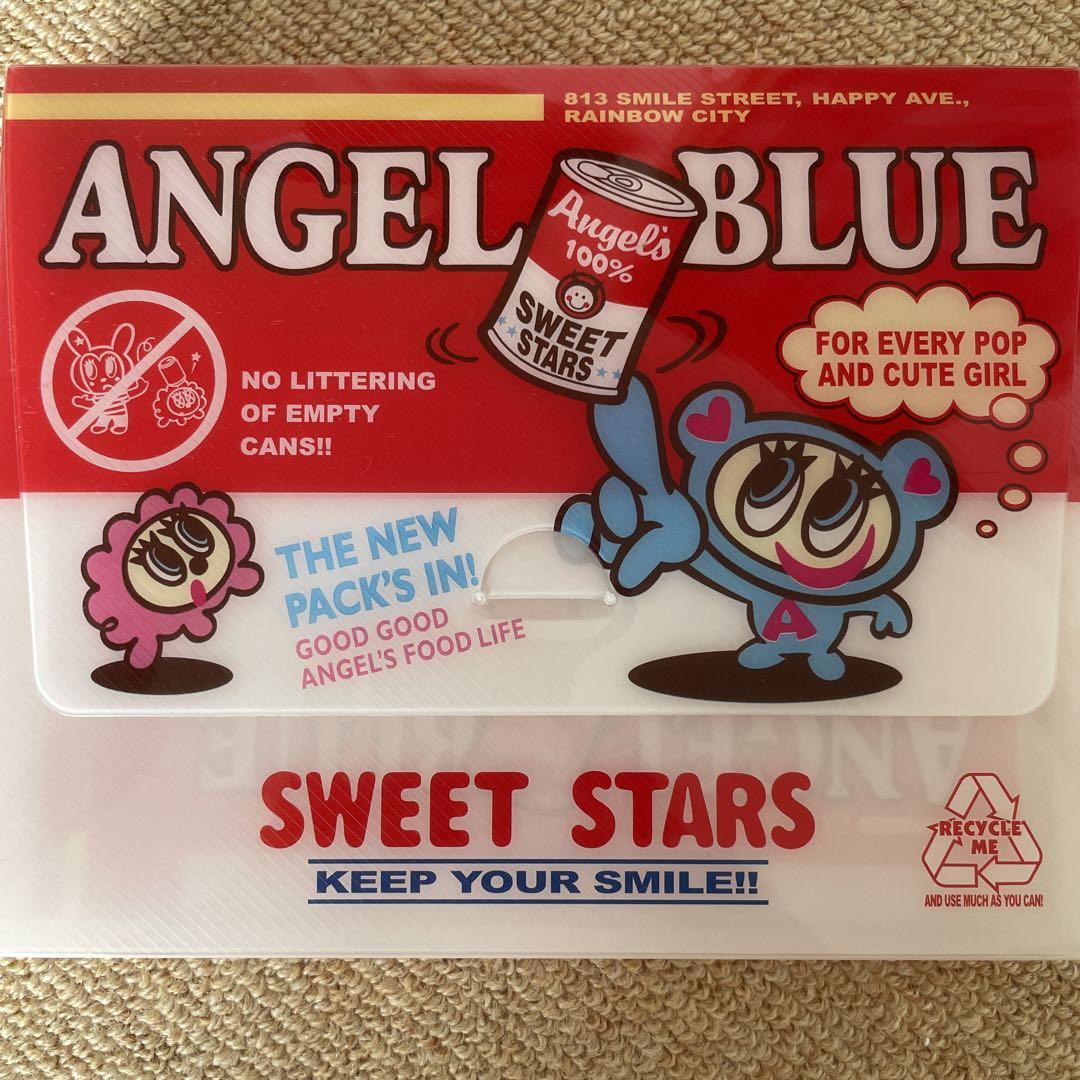 813 SMILE STREET, HAPPY AVE.,
RAINBOW CITY
ANGEL BLUE
Angel's
100%
SWEET
STARS
FOR EVERY POP
AND CUTE GIRL
NO LITTERING
OF EMPTY
CANS!!
THE NEW
PACK'S IN!
GOOD GOOD
ANGEL'S FOOD LIFE
A
ANGEL BLUE
SWEET STARS
KEEP YOUR SMILE!!
RECYCLE
ME
AND USE MUCH AS YOU CAN!